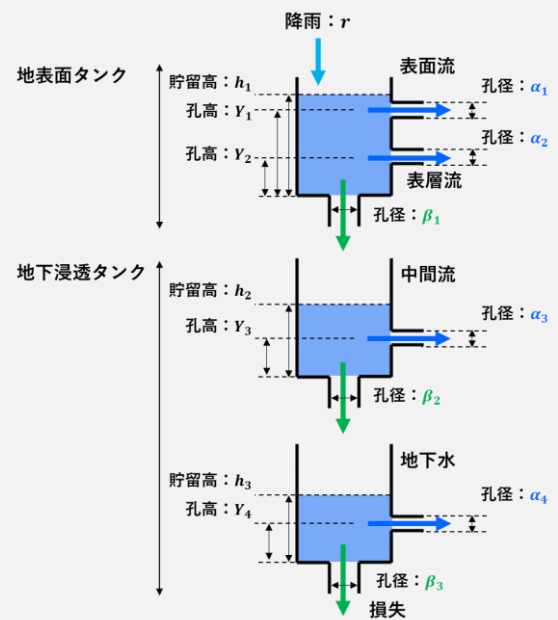 降雨：r
地表面タンク
表面流
貯留高：h₁
孔径：α₁
孔高：Y₁
孔径：α₂
孔高：Y₂
表層流
孔径：β₁
地下浸透タンク
中間流
貯留高：h₂
孔径：α₃
孔高：Y₃
孔径：β₂
地下水
貯留高：h₃
孔径：α₄
孔高：Y₄
孔径：β₃
損失